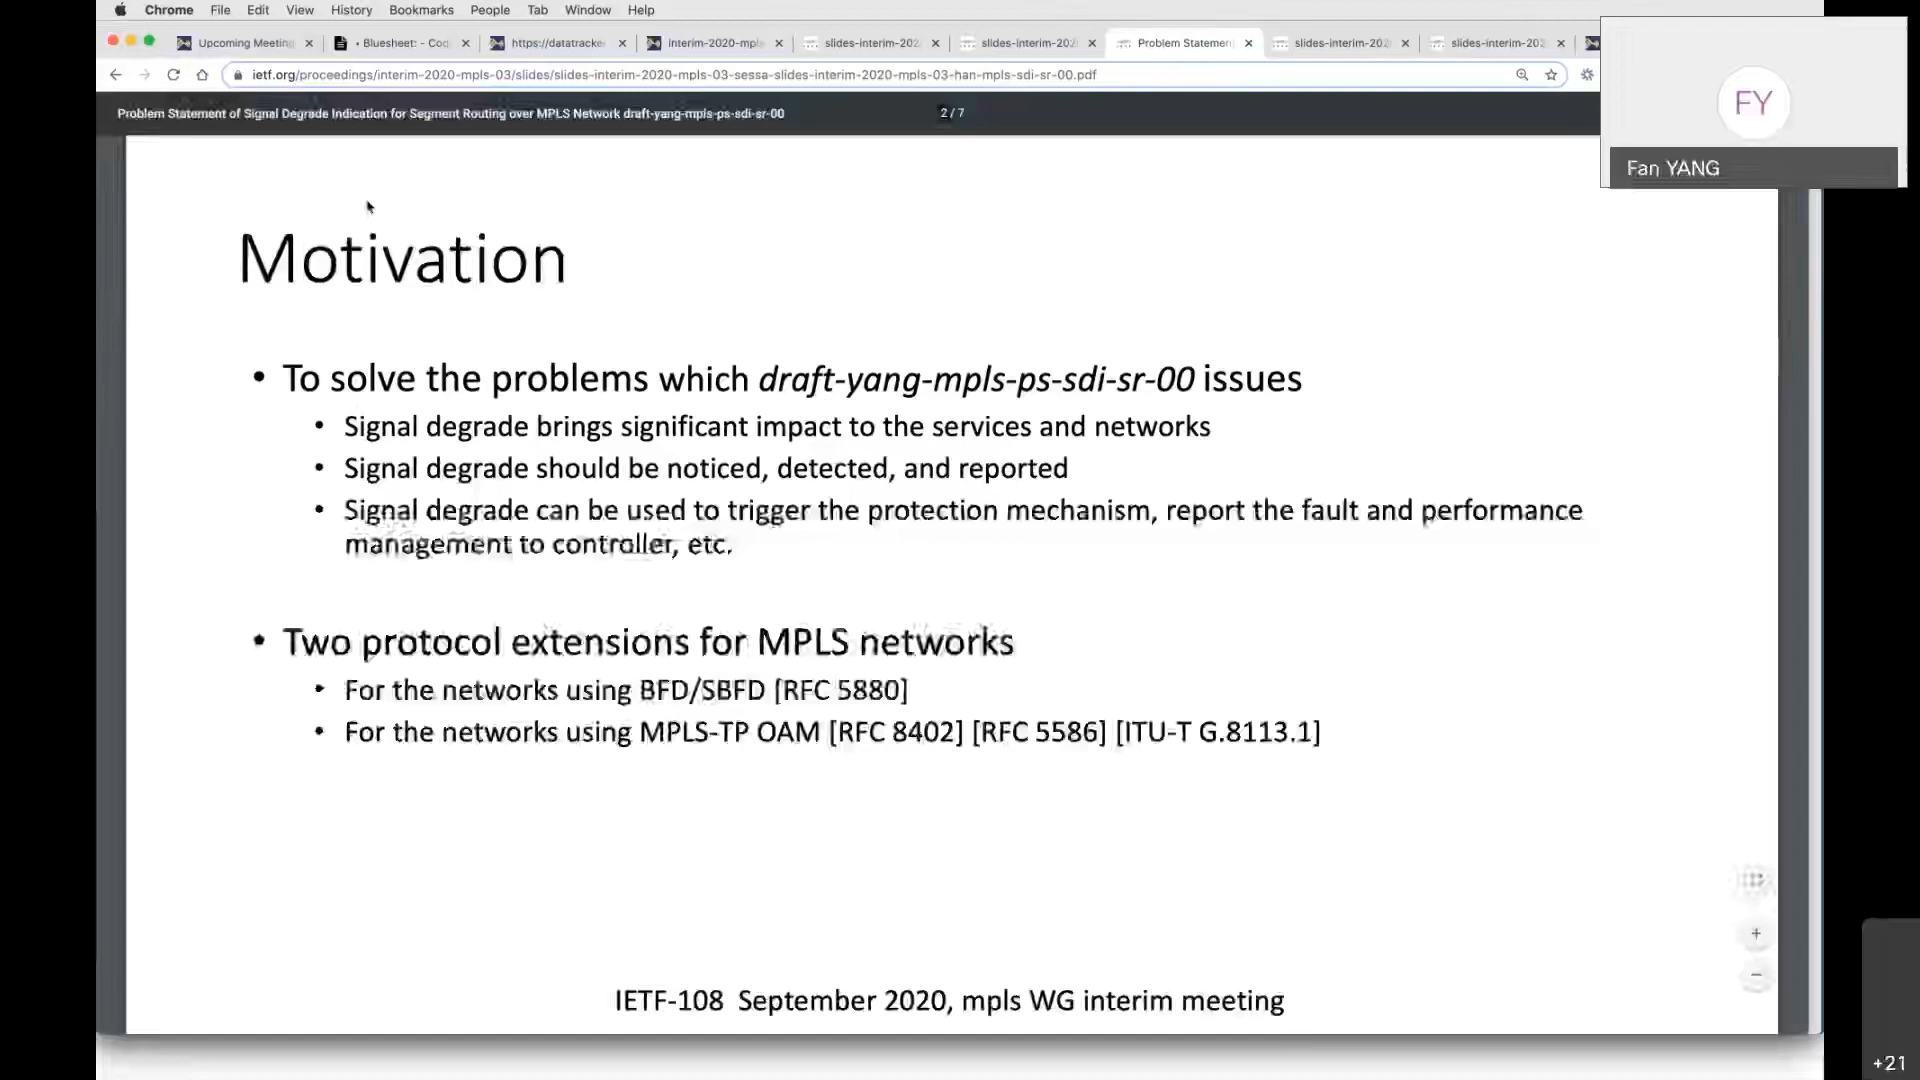 Chrome File Edit View History Bookmarks People Tab Window Help
Upcoming Meeting • Bluesheet: - Cod https://datatracke interim-2020-mpl slides-interim-202 slides-interim-202 Problem Statemen slides-interim-202 slides-interim-202
ietf.org/proceedings/interim-2020-mpls-03/slides/slides-interim-2020-mpls-03-sessa-slides-interim-2020-mpls-03-han-mpls-sdi-sr-00.pdf
FY
Problem Statement of Signal Degrade Indication for Segment Routing over MPLS Network draft-yang-mpls-ps-sdi-sr-00 2 / 7
Fan YANG
Motivation
• To solve the problems which draft-yang-mpls-ps-sdi-sr-00 issues
• Signal degrade brings significant impact to the services and networks
• Signal degrade should be noticed, detected, and reported
• Signal degrade can be used to trigger the protection mechanism, report the fault and performance
management to controller, etc.
• Two protocol extensions for MPLS networks
• For the networks using BFD/SBFD [RFC 5880]
• For the networks using MPLS-TP OAM [RFC 8402] [RFC 5586] [ITU-T G.8113.1]
IETF-108 September 2020, mpls WG interim meeting
+21